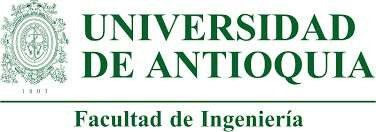 UNIVERSIDAD
DE ANTIOQUIA
1803
Facultad de Ingeniería